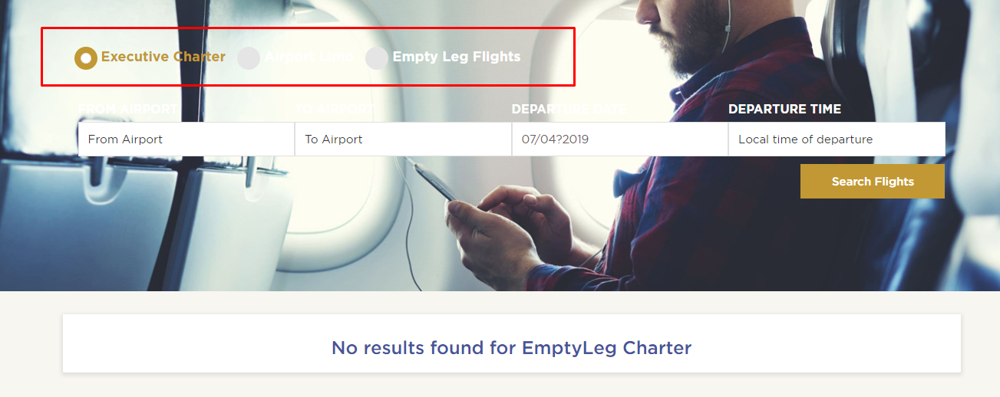 Executive Charter Airport Limo Empty Leg Flights
FROM AIRPORT TO AIRPORT DEPARTURE DATE DEPARTURE TIME
From Airport To Airport 07/04?2019 Local time of departure
Search Flights
No results found for EmptyLeg Charter